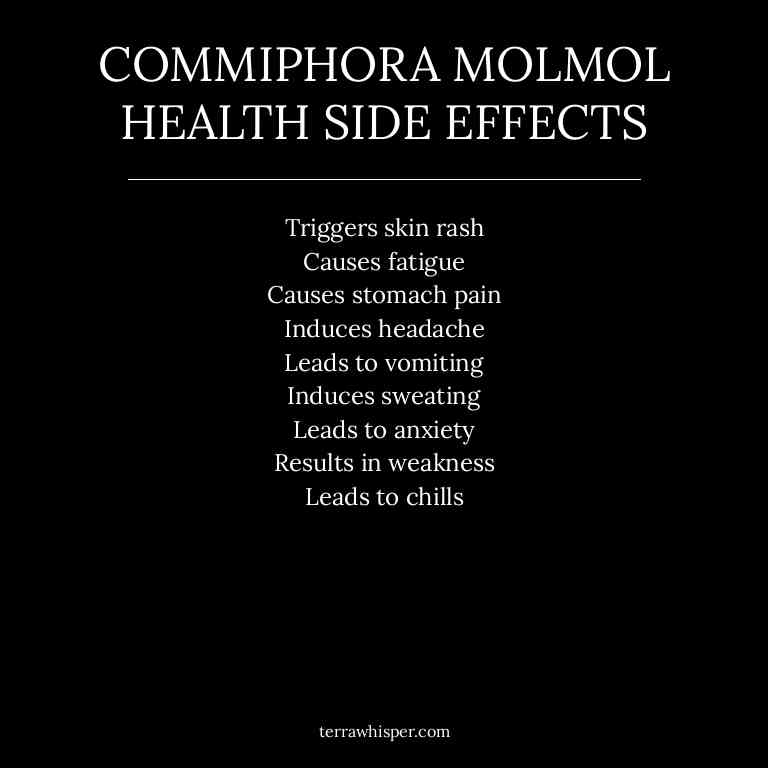 COMMIPHORA MOLMOL
HEALTH SIDE EFFECTS
Triggers skin rash
Causes fatigue
Causes stomach pain
Induces headache
Leads to vomiting
Induces sweating
Leads to anxiety
Results in weakness
Leads to chills
terrawhisper.com